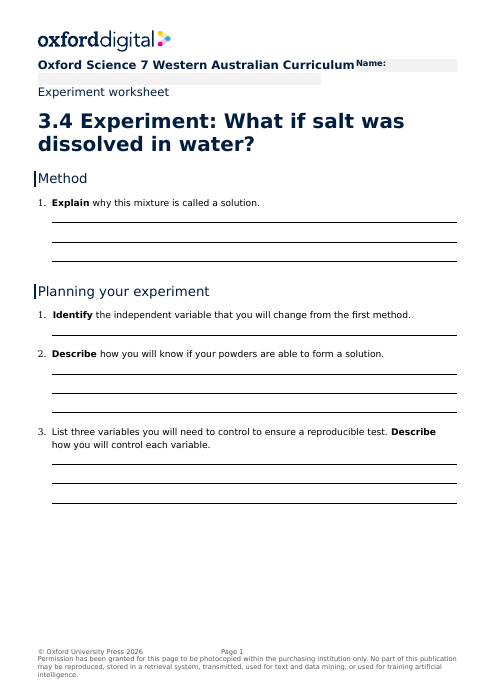 oxforddigital
Oxford Science 7 Western Australian Curriculum Name:
Experiment worksheet
3.4 Experiment: What if salt was
dissolved in water?
Method
1. Explain why this mixture is called a solution.
Planning your experiment
1. Identify the independent variable that you will change from the first method.
2. Describe how you will know if your powders are able to form a solution.
3. List three variables you will need to control to ensure a reproducible test. Describe
how you will control each variable.
© Oxford University Press 2026 Page 1
Permission has been granted for this page to be photocopied within the purchasing institution only. No part of this publication
may be reproduced, stored in a retrieval system, transmitted, used for text and data mining, or used for training artificial
intelligence.